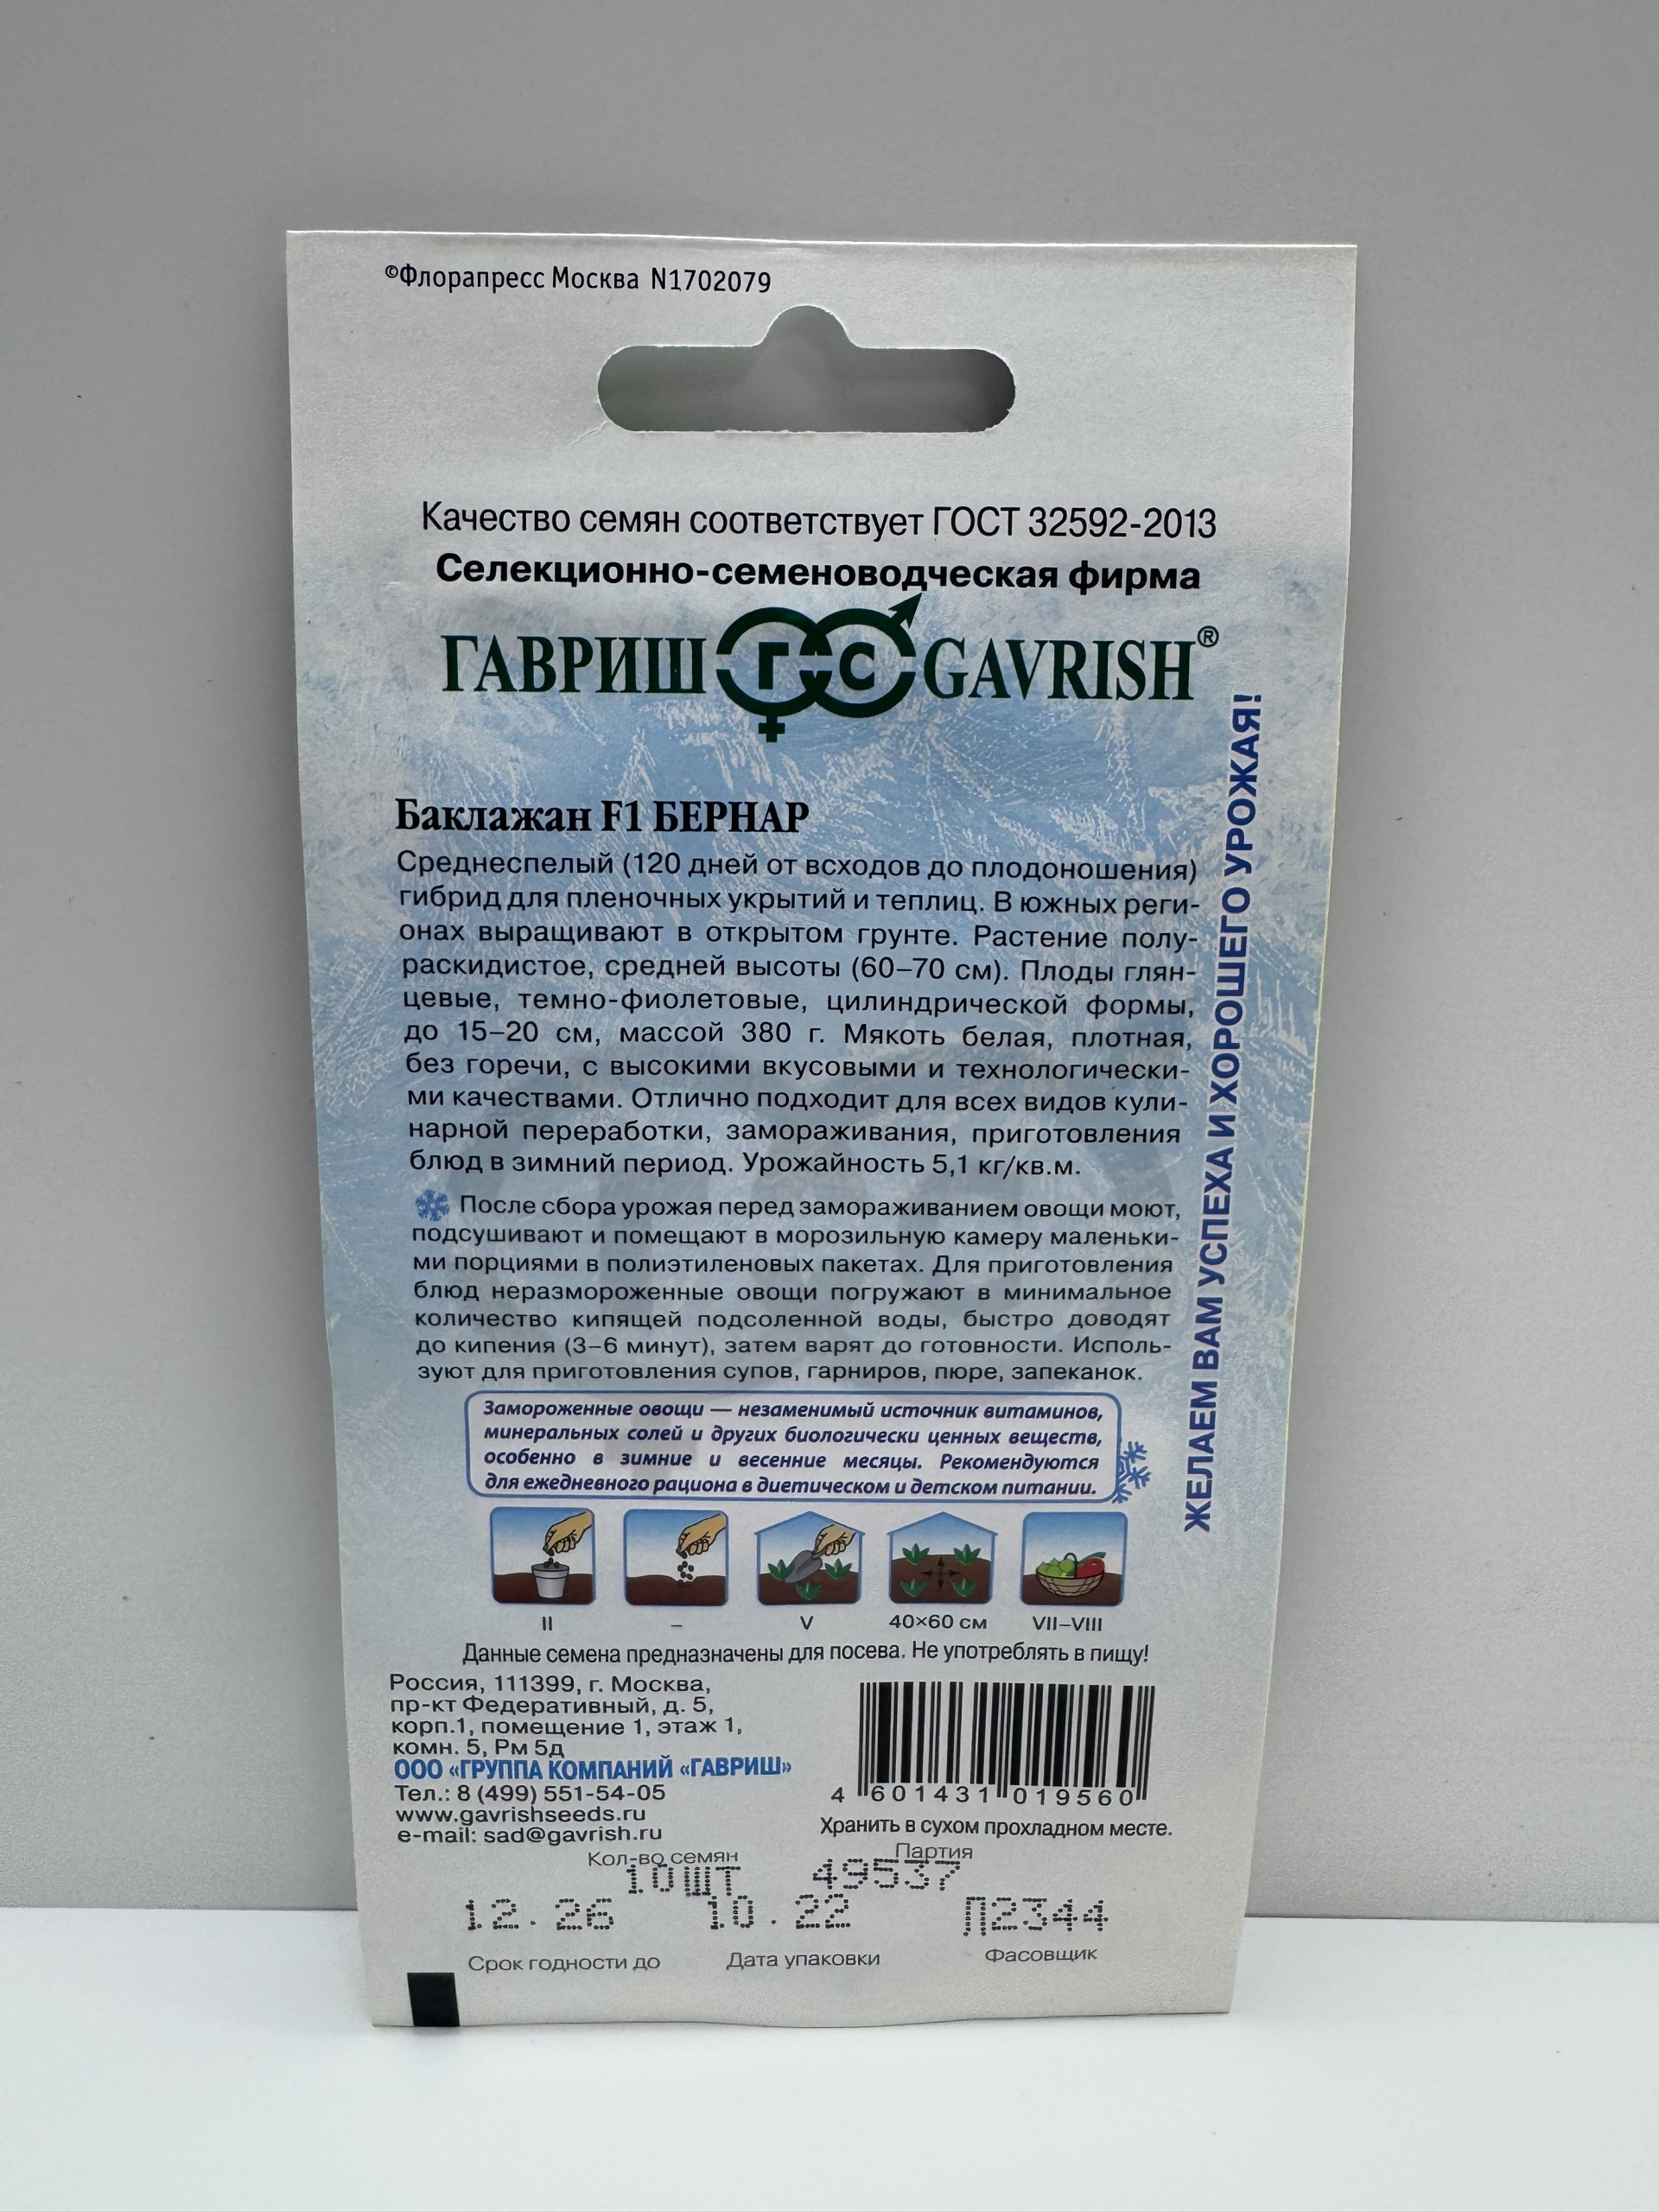 ©Флорапресс Москва N1702079
Качество семян соответствует ГОСТ 32592-2013
Селекционно-семеноводческая фирма
ГАВРИШ ГС GAVRISH®
Баклажан F1 БЕРНАР
Среднеспелый (120 дней от всходов до плодоношения)
гибрид для пленочных укрытий и теплиц. В южных реги-
онах выращивают в открытом грунте. Растение полу-
раскидистое, средней высоты (60–70 см). Плоды глян-
цевые, темно-фиолетовые, цилиндрической формы,
до 15–20 см, массой 380 г. Мякоть белая, плотная,
без горечи, с высокими вкусовыми и технологически-
ми качествами. Отлично подходит для всех видов кули-
нарной переработки, замораживания, приготовления
блюд в зимний период. Урожайность 5,1 кг/кв.м.
После сбора урожая перед замораживанием овощи моют,
подсушивают и помещают в морозильную камеру маленьки-
ми порциями в полиэтиленовых пакетах. Для приготовления
блюд неразмороженные овощи погружают в минимальное
количество кипящей подсоленной воды, быстро доводят
до кипения (3–6 минут), затем варят до готовности. Исполь-
зуют для приготовления супов, гарниров, пюре, запеканок.
Замороженные овощи — незаменимый источник витаминов,
минеральных солей и других биологически ценных веществ,
особенно в зимние и весенние месяцы. Рекомендуются
для ежедневного рациона в диетическом и детском питании.
ЖЕЛАЕМ ВАМ УСПЕХА И ХОРОШЕГО УРОЖАЯ!
II – V 40×60 см VII–VIII
Данные семена предназначены для посева. Не употреблять в пищу!
Россия, 111399, г. Москва,
пр-кт Федеративный, д. 5,
корп.1, помещение 1, этаж 1,
комн. 5, Рм 5д
ООО «ГРУППА КОМПАНИЙ «ГАВРИШ»
Тел.: 8 (499) 551-54-05
www.gavrishseeds.ru
e-mail: sad@gavrish.ru
4 601431 019560
Хранить в сухом прохладном месте.
Кол-во семян Партия
10ШТ 49537
12.26 10.22 П2344
Срок годности до Дата упаковки Фасовщик